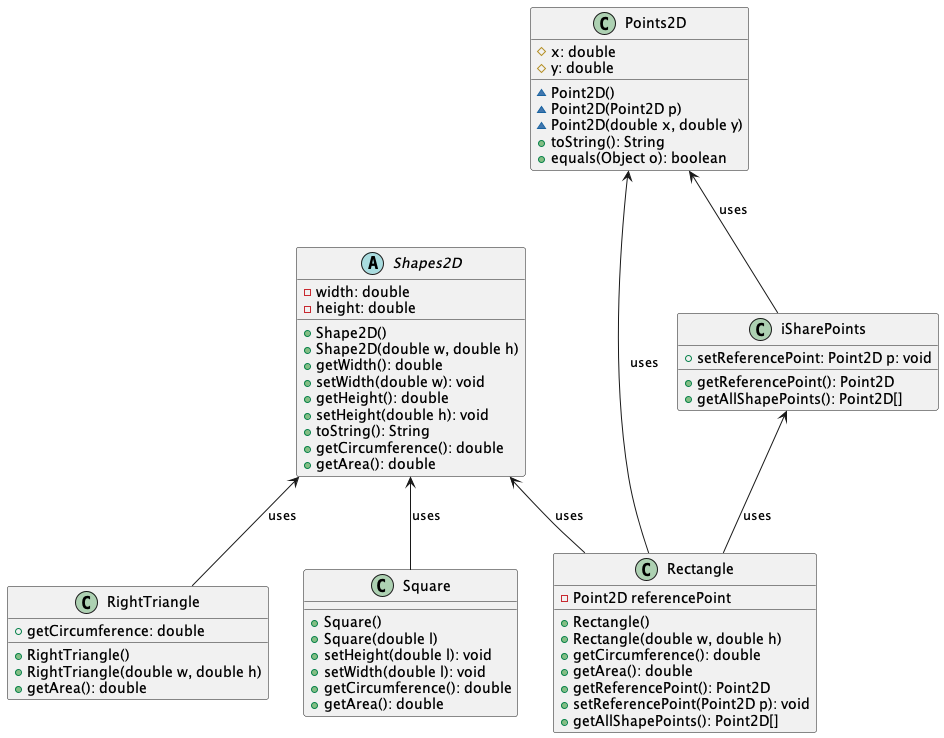 C Points2D
x: double
y: double
Point2D()
Point2D(Point2D p)
Point2D(double x, double y)
toString(): String
equals(Object o): boolean
uses
A Shapes2D
width: double
height: double
Shape2D()
Shape2D(double w, double h)
getWidth(): double
setWidth(double w): void
getHeight(): double
setHeight(double h): void
toString(): String
getCircumference(): double
getArea(): double
C iSharePoints
setReferencePoint: Point2D p: void
getReferencePoint(): Point2D
getAllShapePoints(): Point2D[]
uses
uses
uses
uses
uses
C RightTriangle
getCircumference: double
RightTriangle()
RightTriangle(double w, double h)
getArea(): double
C Square
Square()
Square(double l)
setHeight(double l): void
setWidth(double l): void
getCircumference(): double
getArea(): double
C Rectangle
Point2D referencePoint
Rectangle()
Rectangle(double w, double h)
getCircumference(): double
getArea(): double
getReferencePoint(): Point2D
setReferencePoint(Point2D p): void
getAllShapePoints(): Point2D[]